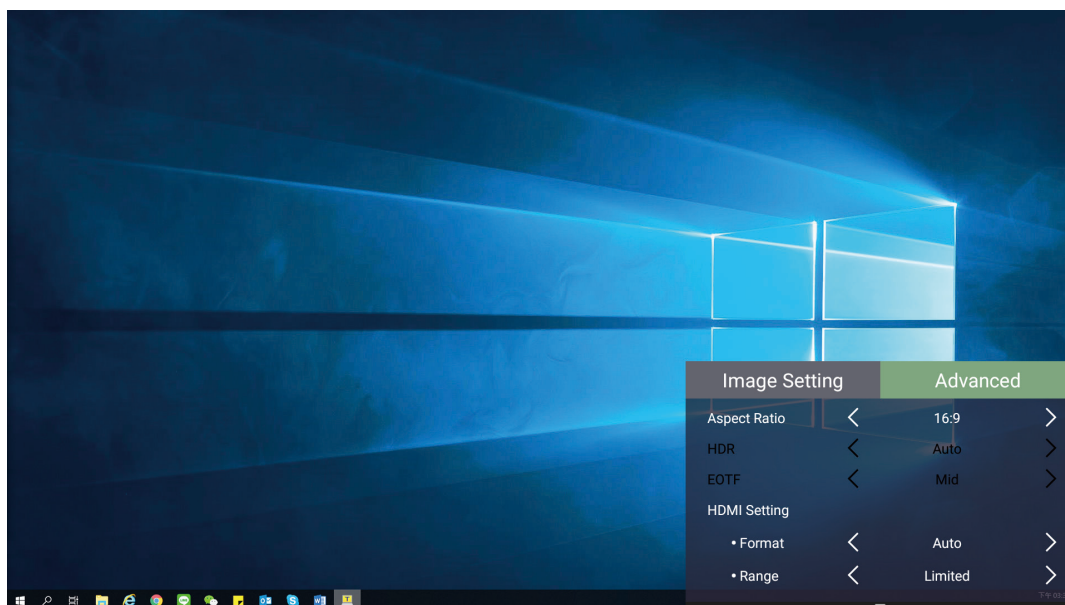 Image Setting Advanced
Aspect Ratio 16:9
HDR Auto
EOTF Mid
HDMI Setting
• Format Auto
• Range Limited